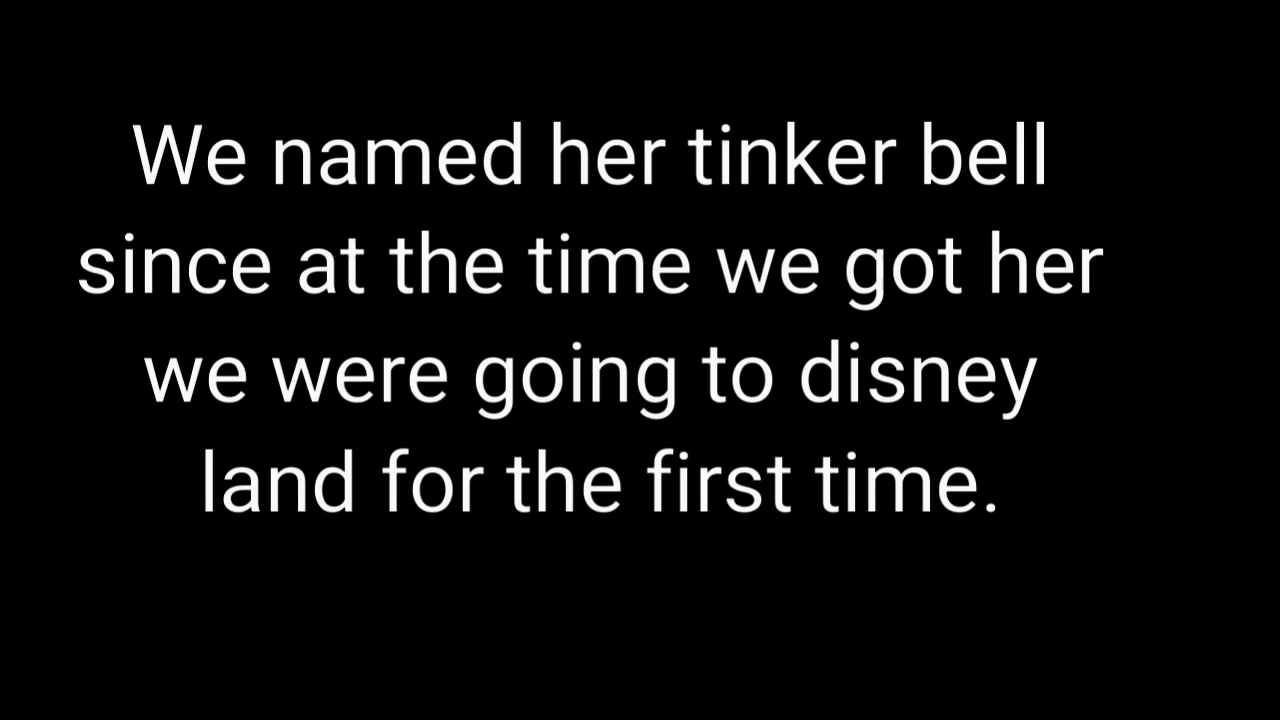 We named her tinker bell
since at the time we got her
we were going to disney
land for the first time.